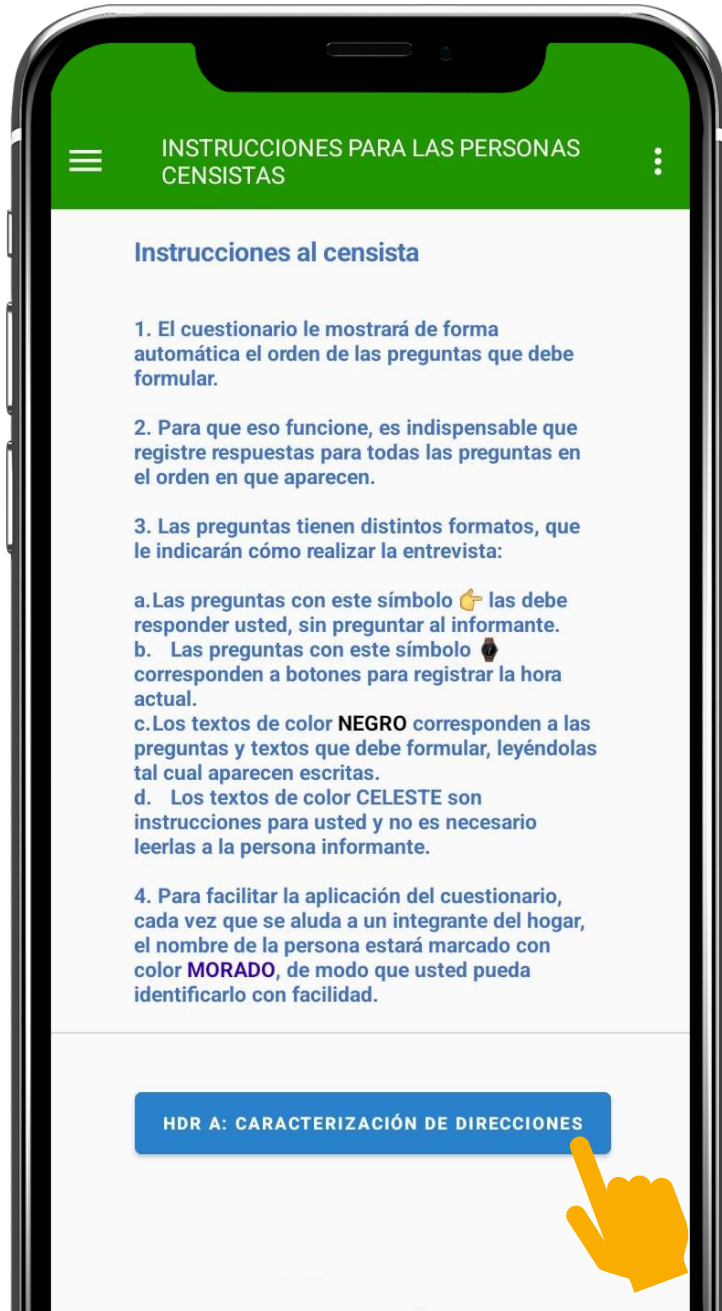 INSTRUCCIONES PARA LAS PERSONAS
CENSISTAS
Instrucciones al censista
1. El cuestionario le mostrará de forma
automática el orden de las preguntas que debe
formular.
2. Para que eso funcione, es indispensable que
registre respuestas para todas las preguntas en
el orden en que aparecen.
3. Las preguntas tienen distintos formatos, que
le indicarán cómo realizar la entrevista:
a.Las preguntas con este símbolo 👉 las debe
responder usted, sin preguntar al informante.
b. Las preguntas con este símbolo ⌚
corresponden a botones para registrar la hora
actual.
c.Los textos de color NEGRO corresponden a las
preguntas y textos que debe formular, leyéndolas
tal cual aparecen escritas.
d. Los textos de color CELESTE son
instrucciones para usted y no es necesario
leerlas a la persona informante.
4. Para facilitar la aplicación del cuestionario,
cada vez que se aluda a un integrante del hogar,
el nombre de la persona estará marcado con
color MORADO, de modo que usted pueda
identificarlo con facilidad.
HDR A: CARACTERIZACIÓN DE DIRECCIONES